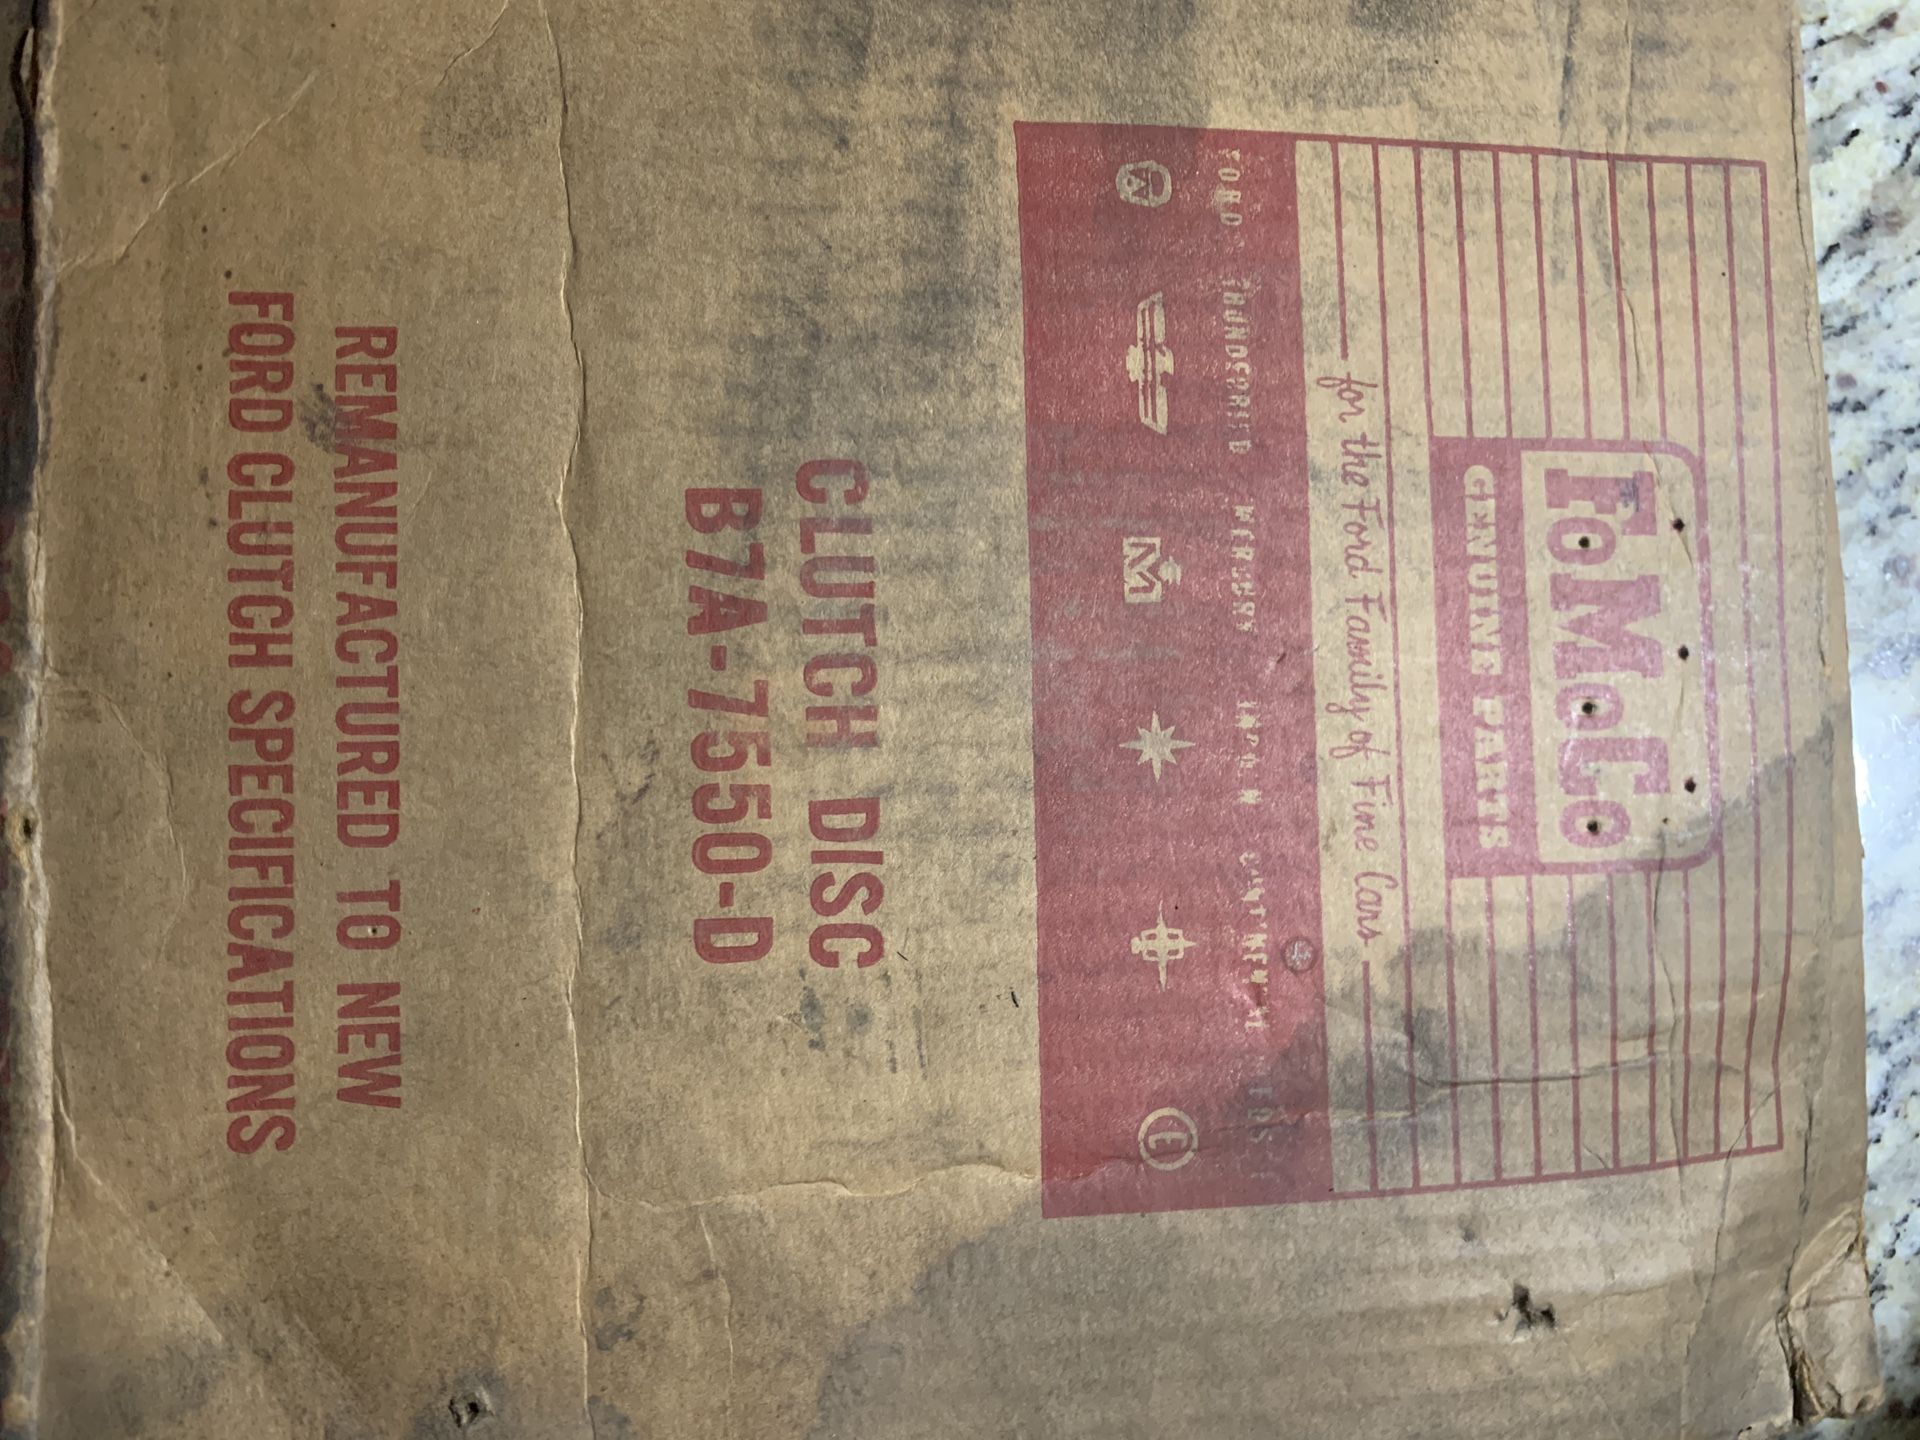 FoMoCo
GENUINE PARTS
for the Ford Family of Fine Cars
FORD THUNDERBIRD MERCURY LINCOLN CONTINENTAL EDSEL
M
E
CLUTCH DISC
B7A-7550-D
REMANUFACTURED TO NEW
FORD CLUTCH SPECIFICATIONS